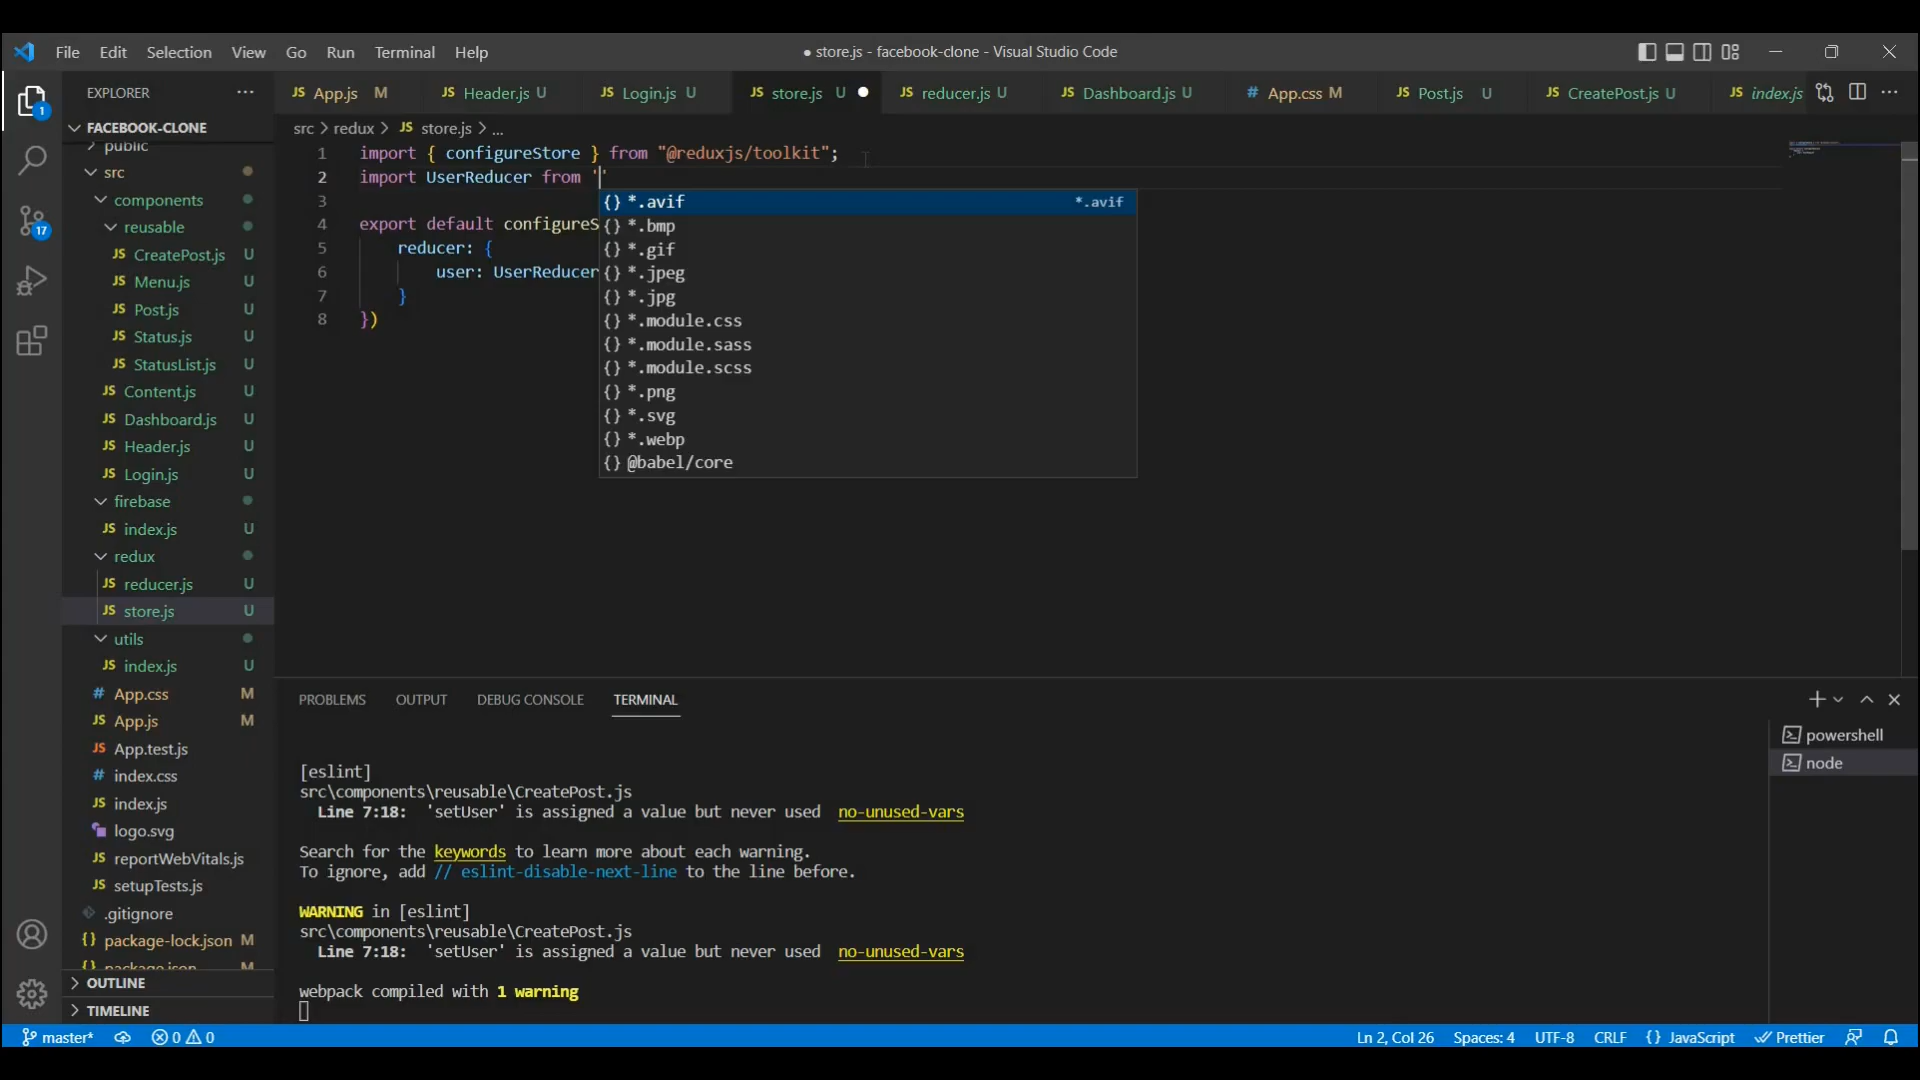 File Edit Selection View Go Run Terminal Help
● store.js - facebook-clone - Visual Studio Code
EXPLORER ...
JS App.js M JS Header.js U JS Login.js U JS store.js U ● JS reducer.js U JS Dashboard.js U # App.css M JS Post.js U JS CreatePost.js U JS index.js ...
src > redux > JS store.js > ...
1
FACEBOOK-CLONE
public
src
components
reusable
JS CreatePost.js U
JS Menu.js U
JS Post.js U
JS Status.js U
JS StatusList.js U
JS Content.js U
JS Dashboard.js U
JS Header.js U
JS Login.js U
firebase
JS index.js U
redux
JS reducer.js U
JS store.js U
utils
JS index.js U
# App.css M
JS App.js M
JS App.test.js
# index.css
JS index.js
logo.svg
JS reportWebVitals.js
JS setupTests.js
.gitignore
{} package-lock.json M
{} package.json M
OUTLINE
TIMELINE
17
1 import { configureStore } from "@reduxjs/toolkit";
2 import UserReducer from ''
3
4 export default configureS
5 reducer: {
6 user: UserReducer
7 }
8 })
{} *.avif *.avif
{} *.bmp
{} *.gif
{} *.jpeg
{} *.jpg
{} *.module.css
{} *.module.sass
{} *.module.scss
{} *.png
{} *.svg
{} *.webp
{} @babel/core
PROBLEMS OUTPUT DEBUG CONSOLE TERMINAL
powershell
node
[eslint]
src\components\reusable\CreatePost.js
Line 7:18: 'setUser' is assigned a value but never used no-unused-vars
Search for the keywords to learn more about each warning.
To ignore, add // eslint-disable-next-line to the line before.
WARNING in [eslint]
src\components\reusable\CreatePost.js
Line 7:18: 'setUser' is assigned a value but never used no-unused-vars
webpack compiled with 1 warning
master* 0 0 Ln 2, Col 26 Spaces: 4 UTF-8 CRLF {} JavaScript Prettier